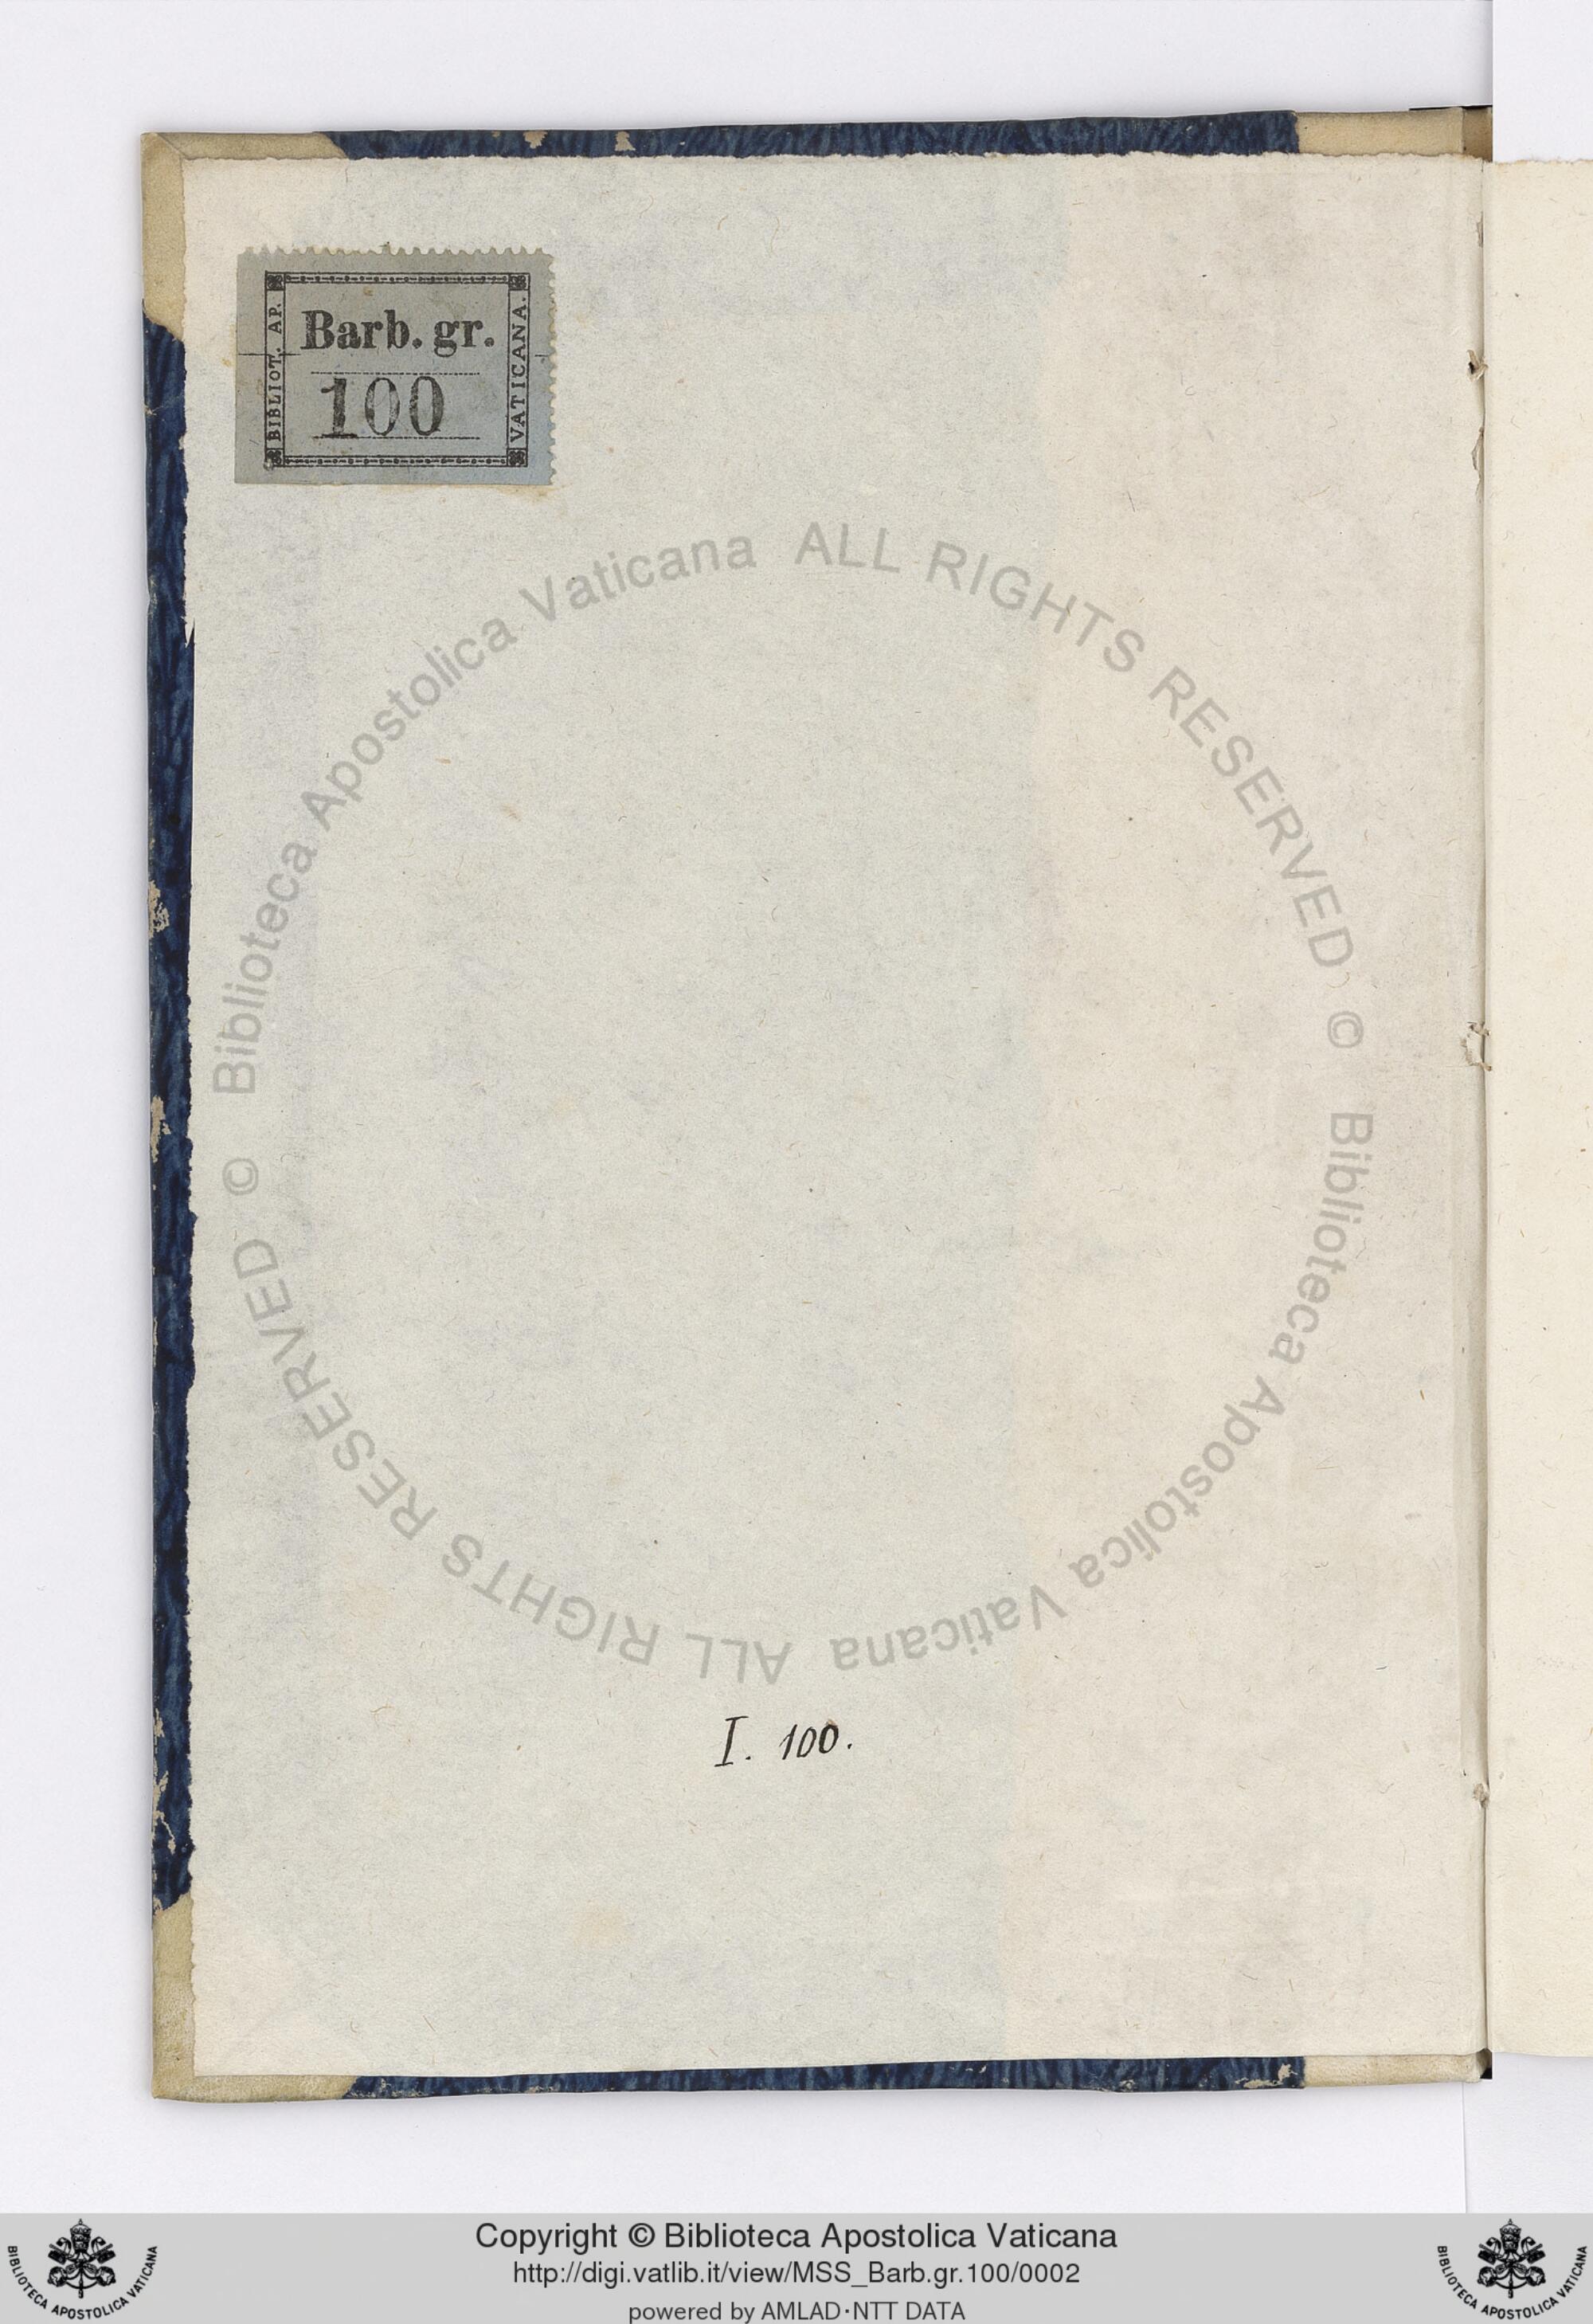 BIBLIOT. AP.
Barb. gr.
100
VATICANA.
© Biblioteca Apostolica Vaticana ALL RIGHTS RESERVED © Biblioteca Apostolica Vaticana ALL RIGHTS RESERVED
I. 100.
Copyright © Biblioteca Apostolica Vaticana
http://digi.vatlib.it/view/MSS_Barb.gr.100/0002
powered by AMLAD·NTT DATA
BIBLIOTECA APOSTOLICA VATICANA
BIBLIOTECA APOSTOLICA VATICANA